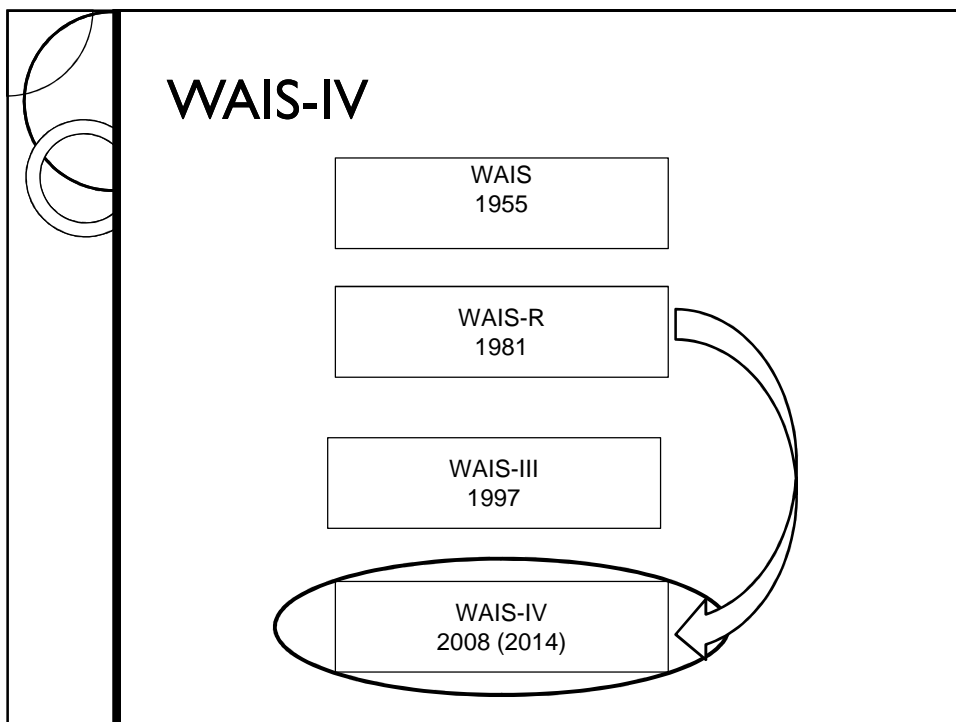 WAIS-IV
WAIS
1955
WAIS-R
1981
WAIS-III
1997
WAIS-IV
2008 (2014)